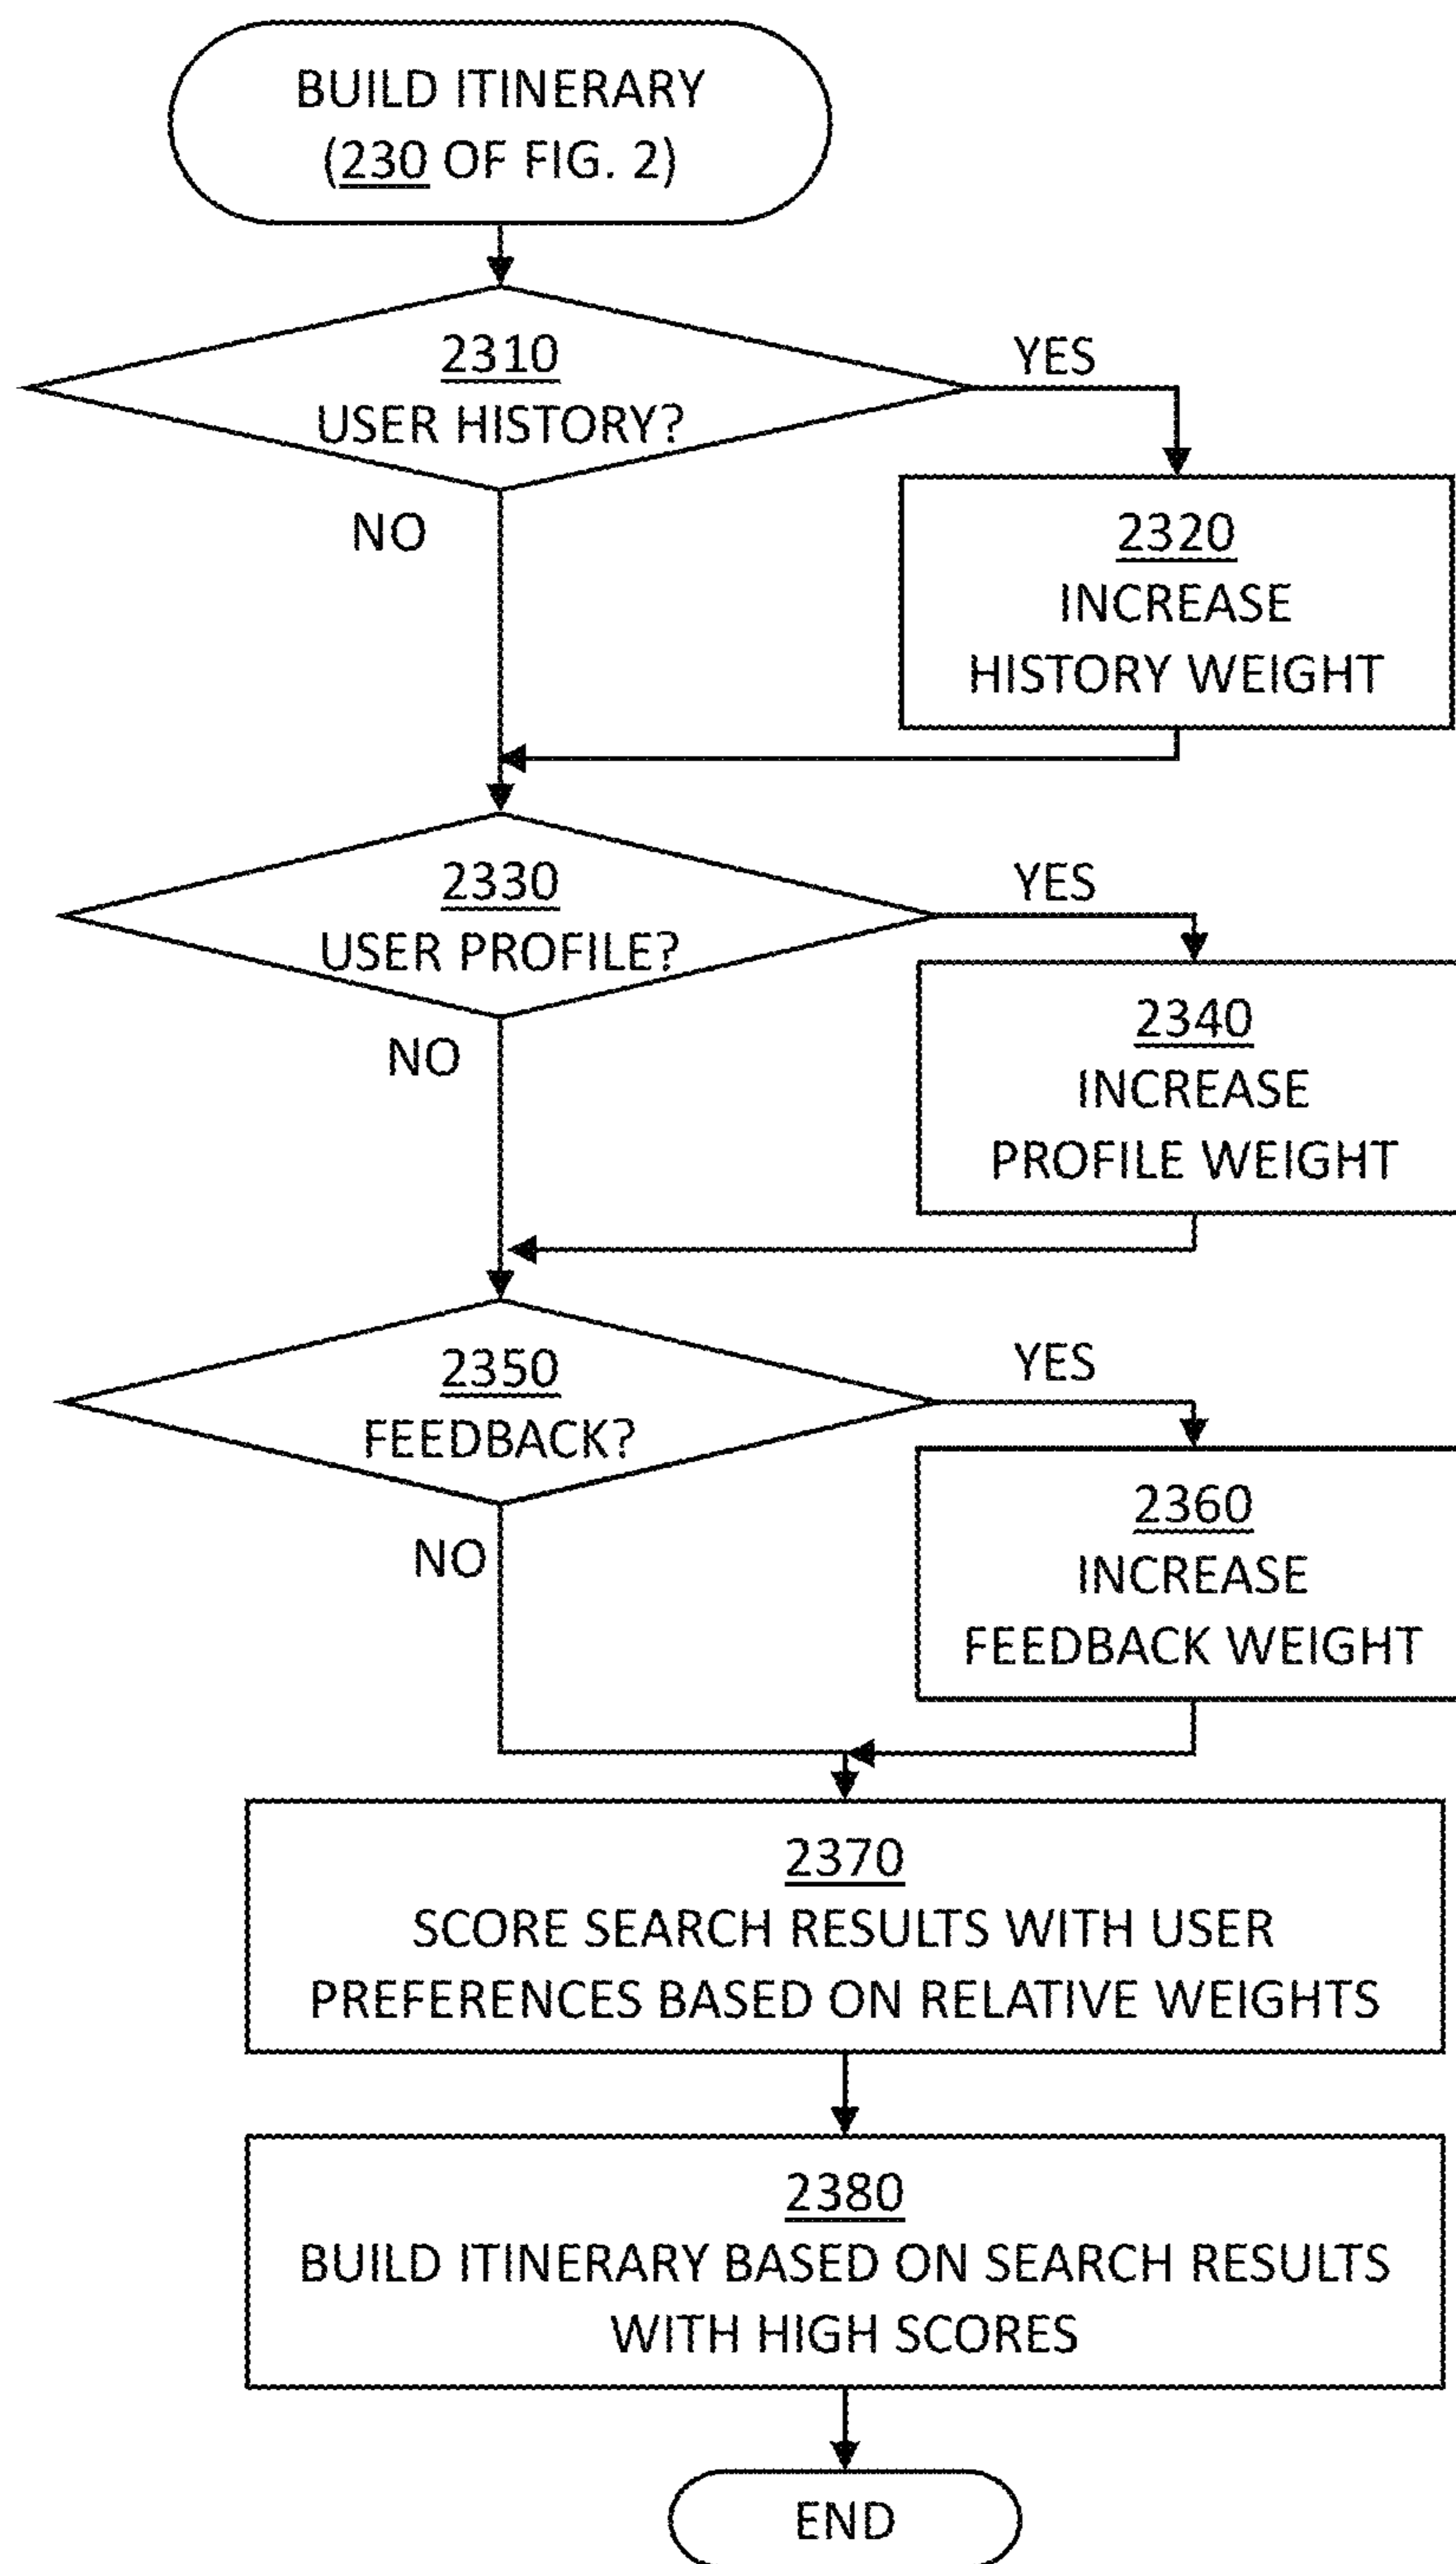 BUILD ITINERARY
(230 OF FIG. 2)
2310
USER HISTORY?
YES
NO
2320
INCREASE
HISTORY WEIGHT
2330
USER PROFILE?
YES
NO
2340
INCREASE
PROFILE WEIGHT
2350
FEEDBACK?
YES
NO
2360
INCREASE
FEEDBACK WEIGHT
2370
SCORE SEARCH RESULTS WITH USER
PREFERENCES BASED ON RELATIVE WEIGHTS
2380
BUILD ITINERARY BASED ON SEARCH RESULTS
WITH HIGH SCORES
END